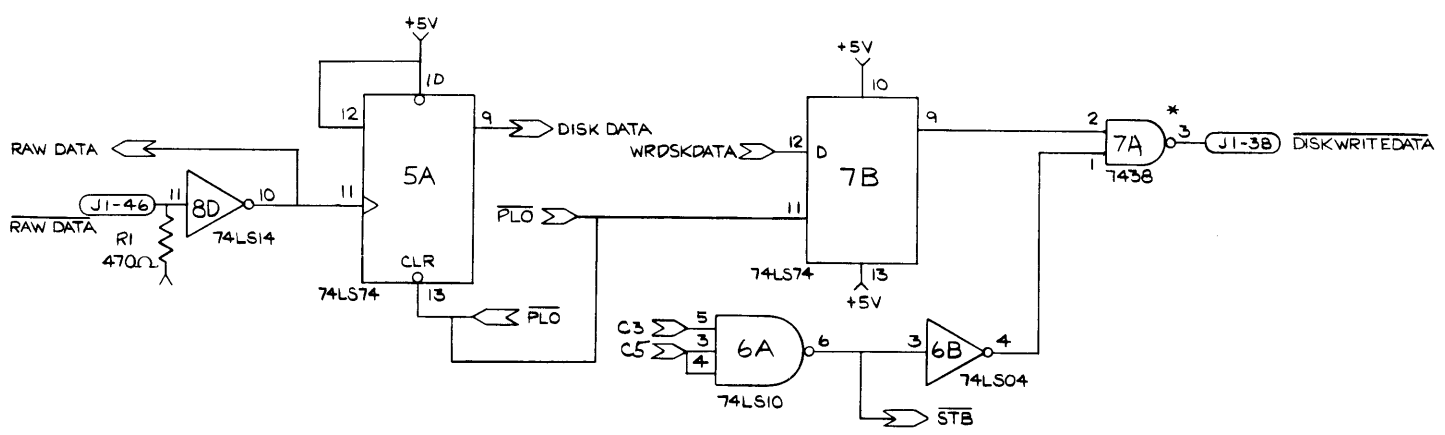 +5V
1D
12
9
DISK DATA
RAW DATA
5A
J1-46
11
8D
10
11
RAW DATA
74LS14
R1
470Ω
CLR
74LS74
13
PLO
+5V
10
9
2
*
7A
3
J1-38
DISKWRITEDATA
WRDSKDATA
12
D
7B
1
7438
PLO
11
74LS74
13
+5V
C3
5
C5
3
4
6A
6
3
6B
4
74LS10
74LS04
STB